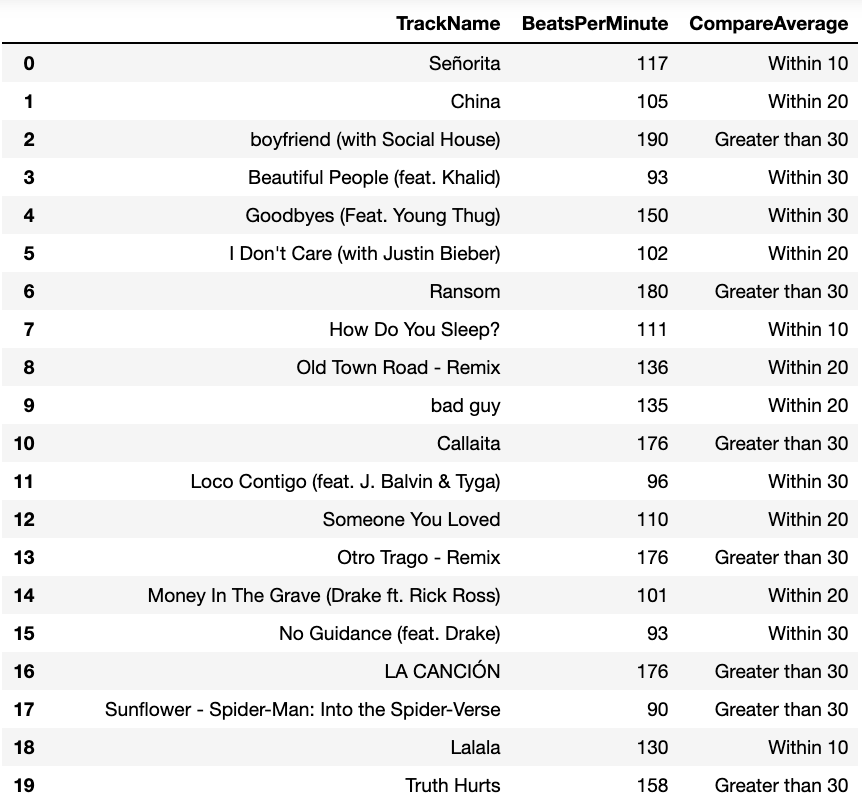 TrackName BeatsPerMinute CompareAverage
0 Señorita 117 Within 10
1 China 105 Within 20
2 boyfriend (with Social House) 190 Greater than 30
3 Beautiful People (feat. Khalid) 93 Within 30
4 Goodbyes (Feat. Young Thug) 150 Within 30
5 I Don't Care (with Justin Bieber) 102 Within 20
6 Ransom 180 Greater than 30
7 How Do You Sleep? 111 Within 10
8 Old Town Road - Remix 136 Within 20
9 bad guy 135 Within 20
10 Callaita 176 Greater than 30
11 Loco Contigo (feat. J. Balvin & Tyga) 96 Within 30
12 Someone You Loved 110 Within 20
13 Otro Trago - Remix 176 Greater than 30
14 Money In The Grave (Drake ft. Rick Ross) 101 Within 20
15 No Guidance (feat. Drake) 93 Within 30
16 LA CANCIÓN 176 Greater than 30
17 Sunflower - Spider-Man: Into the Spider-Verse 90 Greater than 30
18 Lalala 130 Within 10
19 Truth Hurts 158 Greater than 30